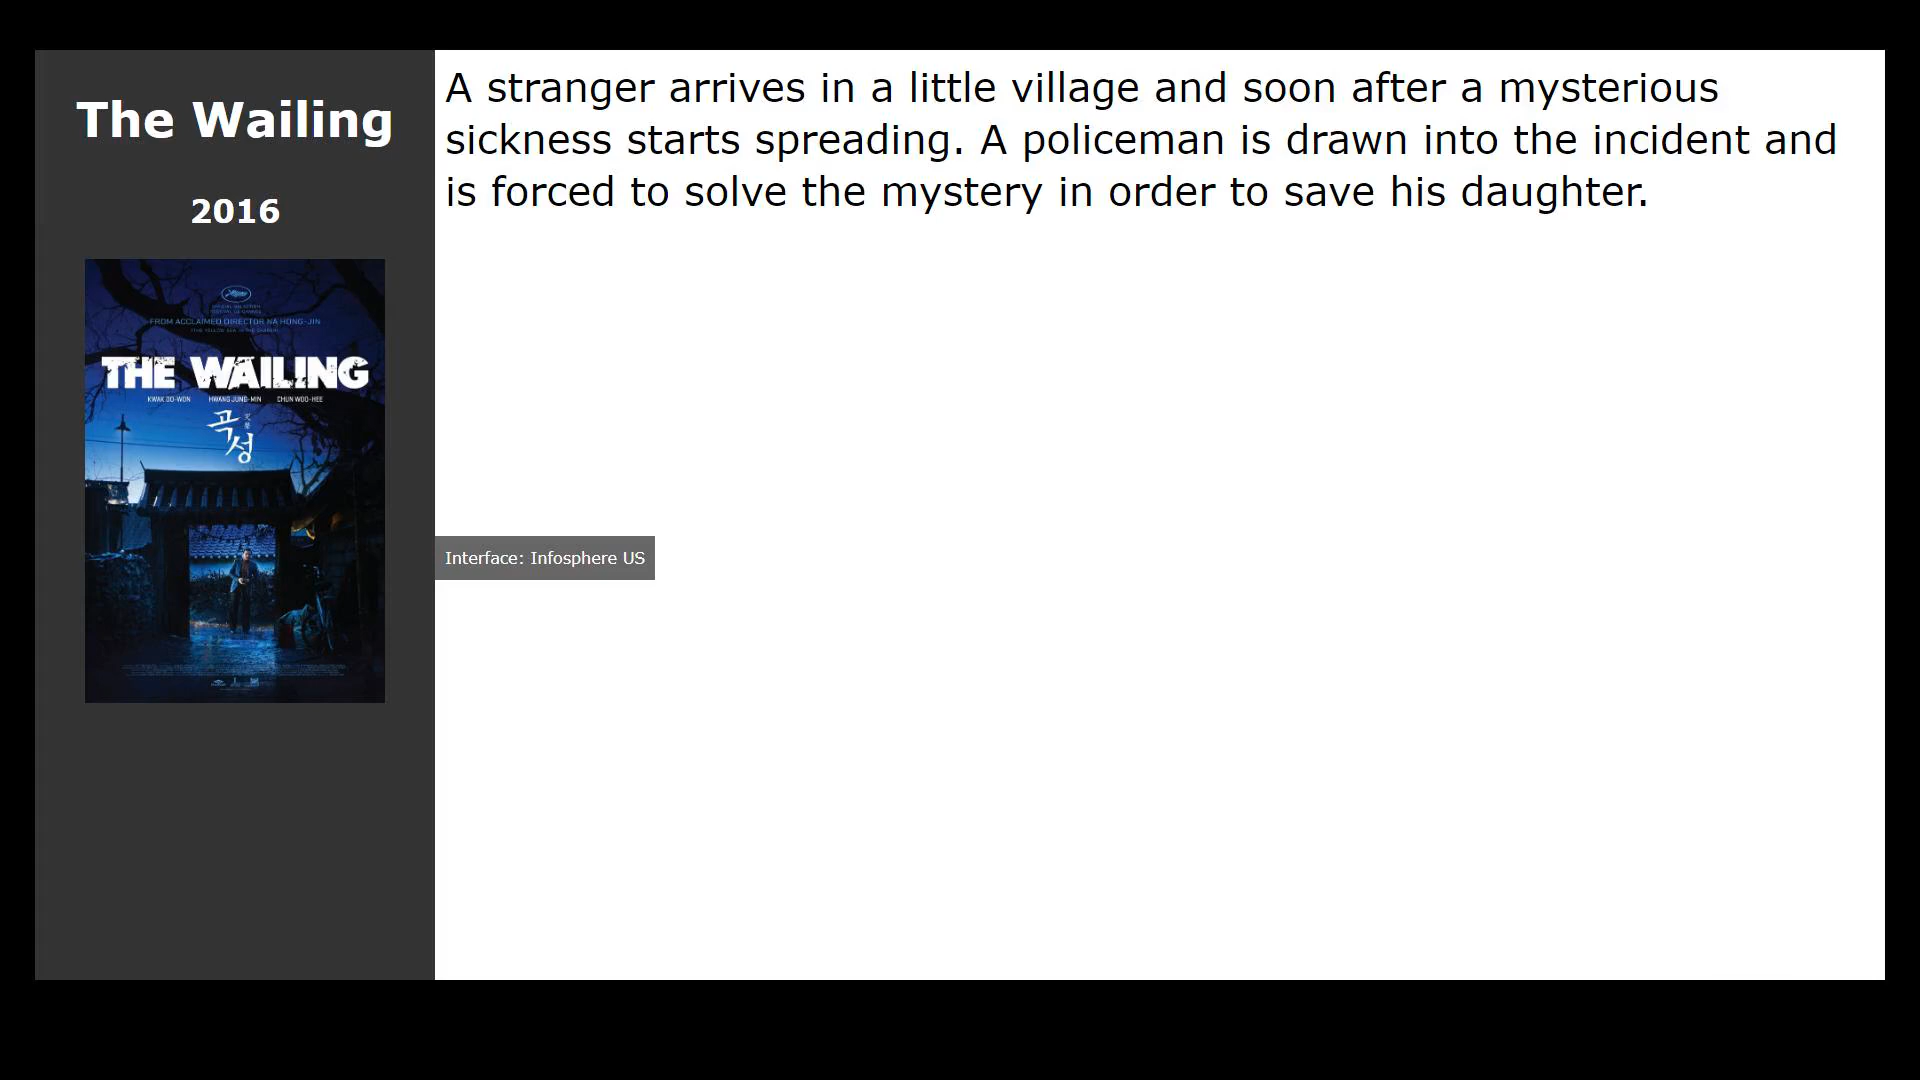 The Wailing
2016
FROM ACCLAIMED DIRECTOR NA HONG-JIN
THE WAILING
KWAK DO-WON HWANG JUNG-MIN CHUN WOO-HEE
곡성
A stranger arrives in a little village and soon after a mysterious
sickness starts spreading. A policeman is drawn into the incident and
is forced to solve the mystery in order to save his daughter.
Interface: Infosphere US